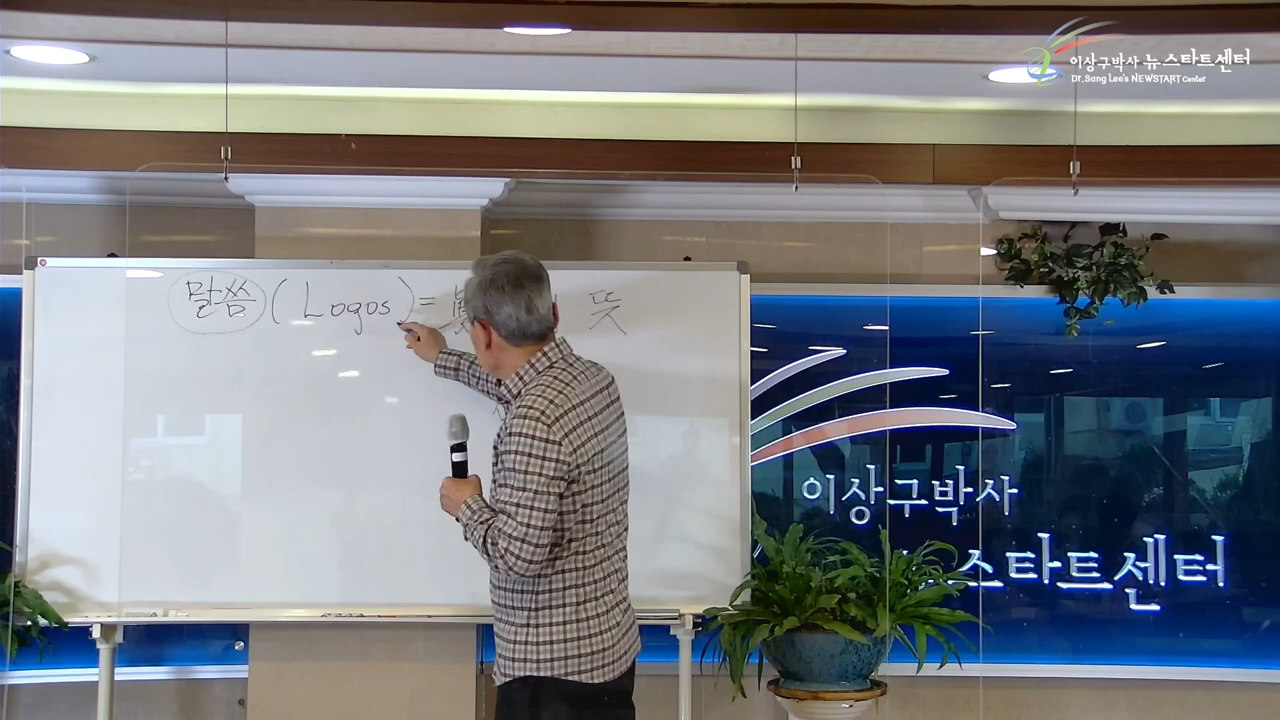 이상구박사 뉴스타트센터
Dr. Sang Lee's NEWSTART Center
말씀 (Logos) = 뜻
이상구박사
스타트센터